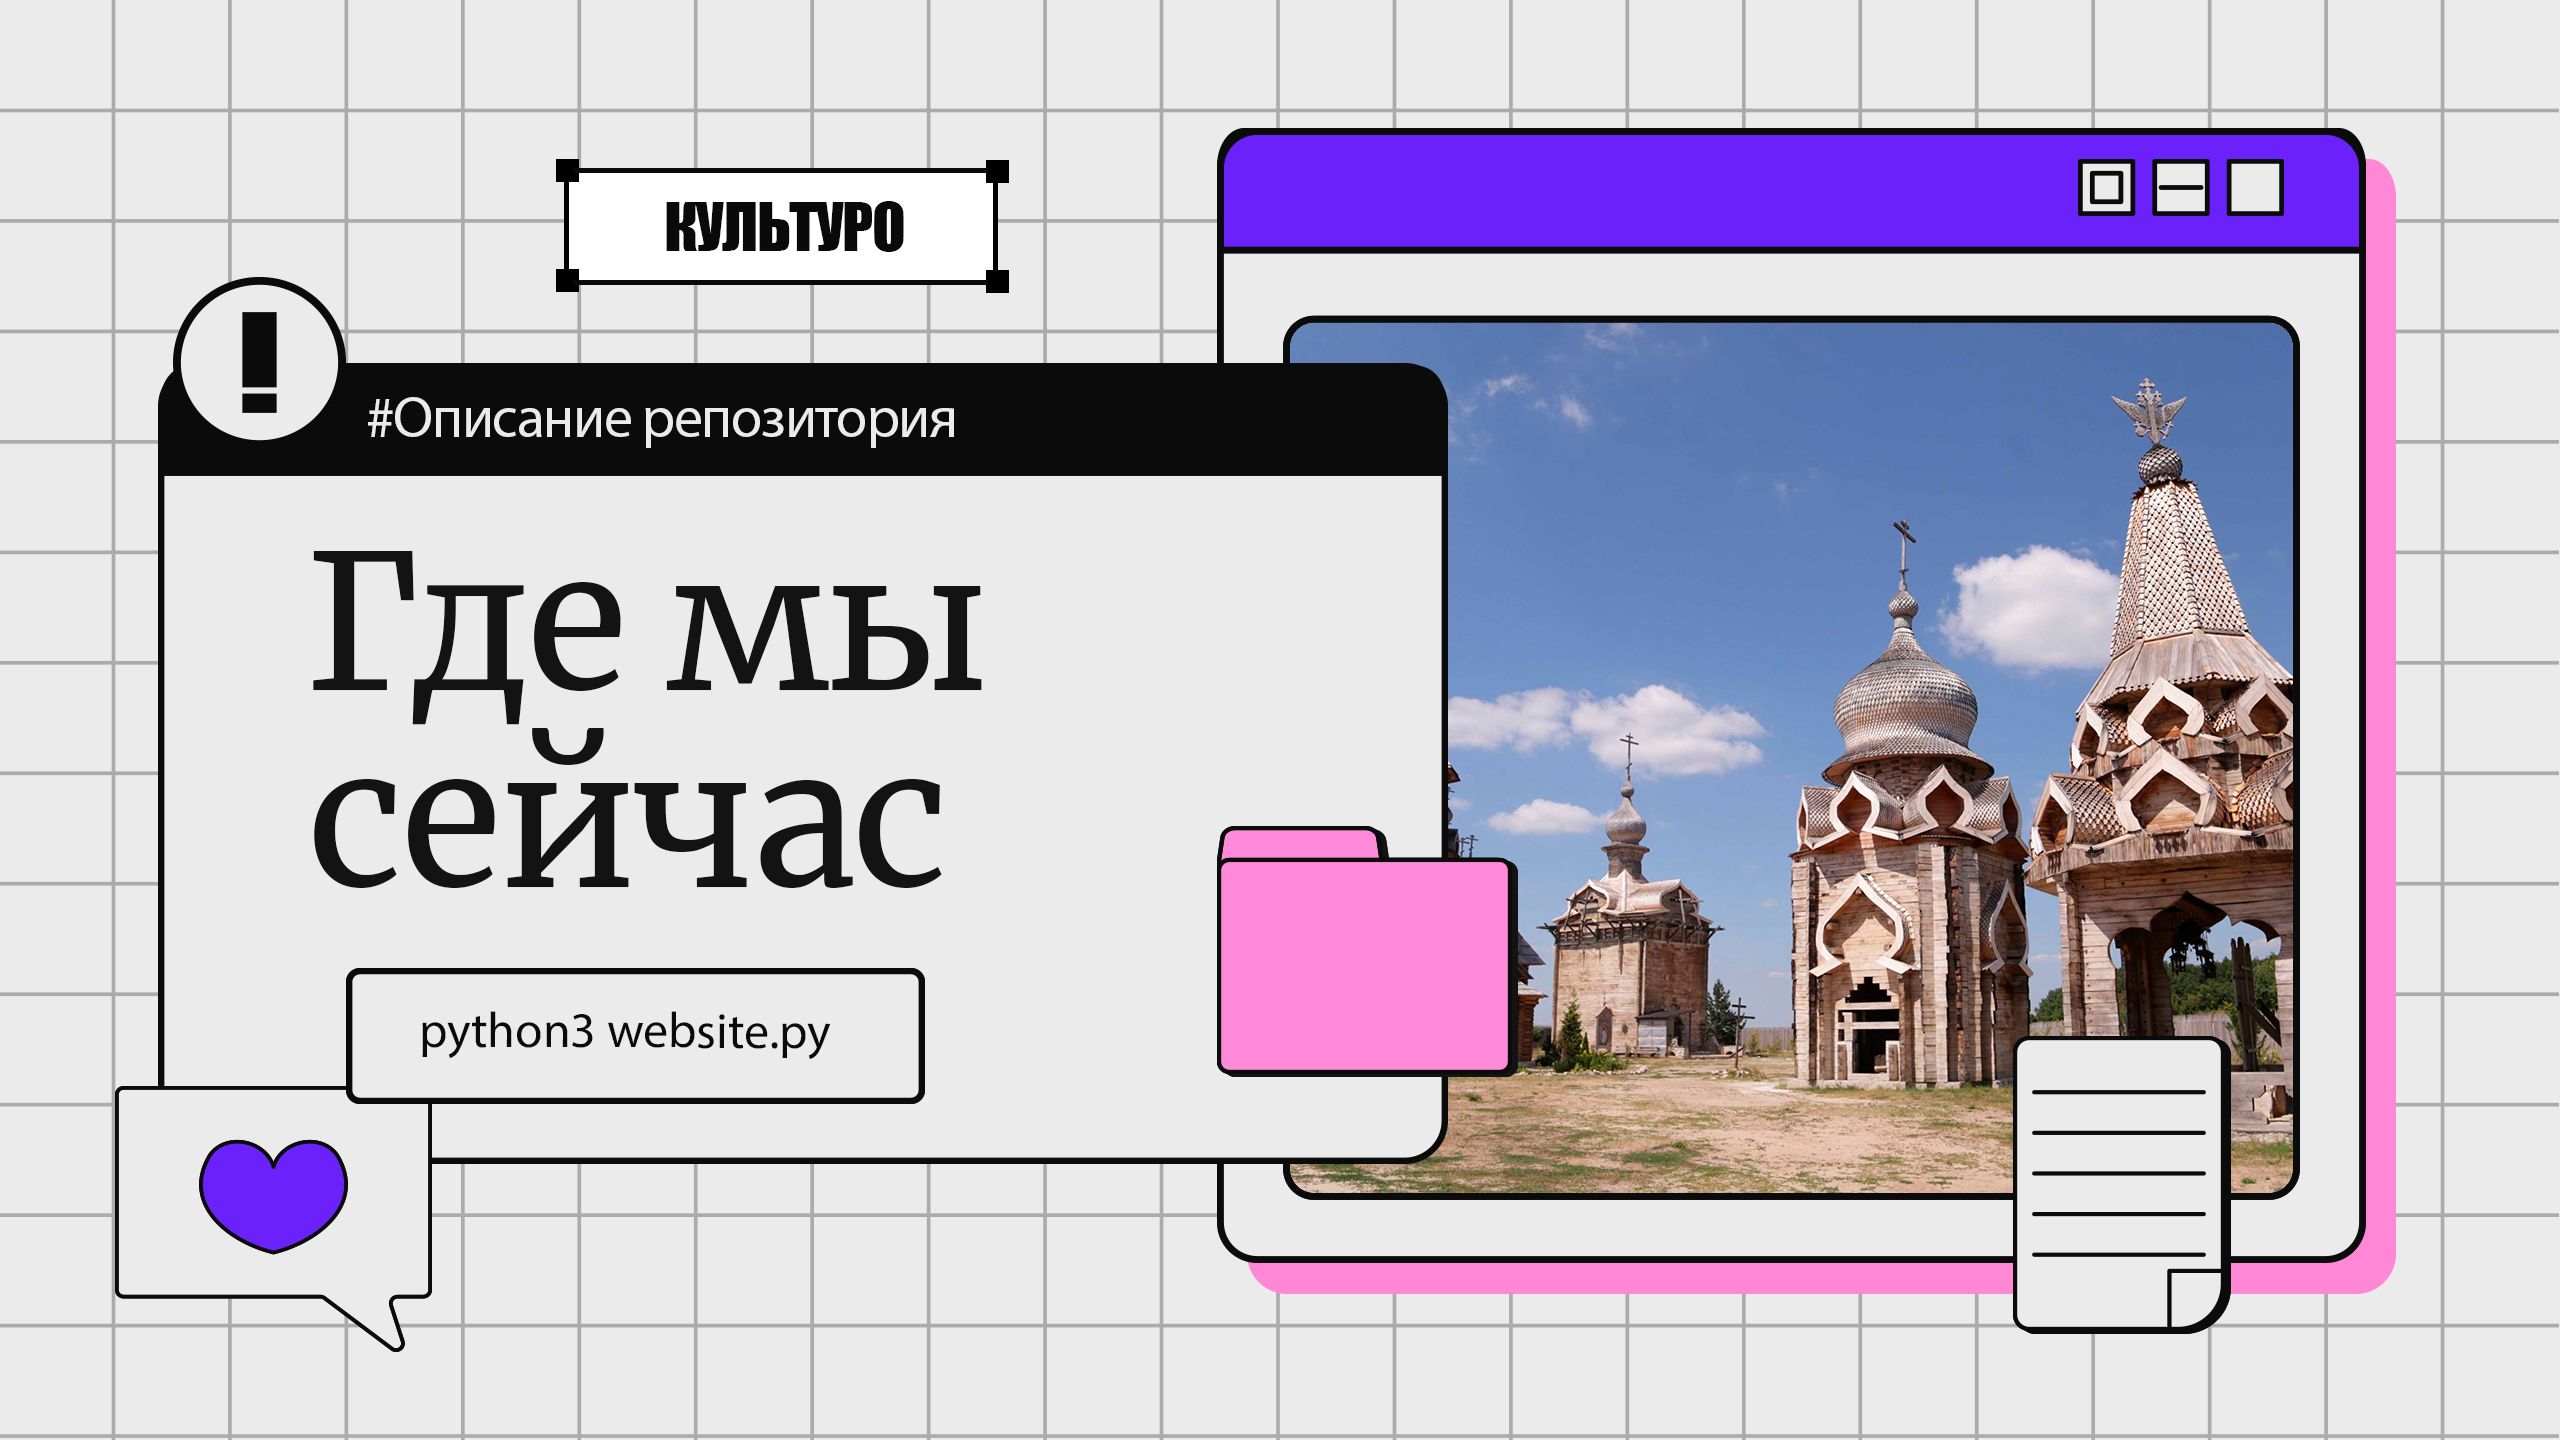 КУЛЬТУРО
#Описание репозитория
Где мы
сейчас
python3 website.py